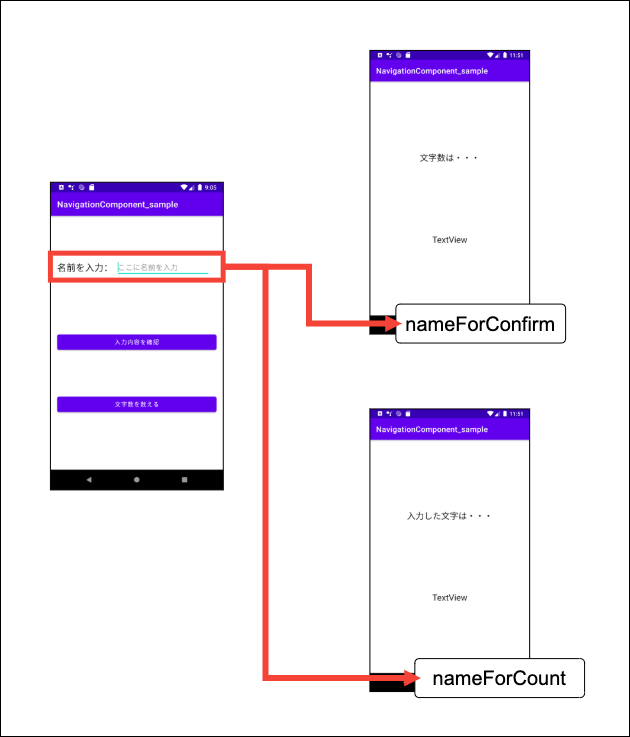 9:05
NavigationComponent_sample
名前を入力:
ここに名前を入力
入力内容を確認
文字数を数える
11:51
NavigationComponent_sample
文字数は・・・
TextView
nameForConfirm
11:51
NavigationComponent_sample
入力した文字は・・・
TextView
nameForCount